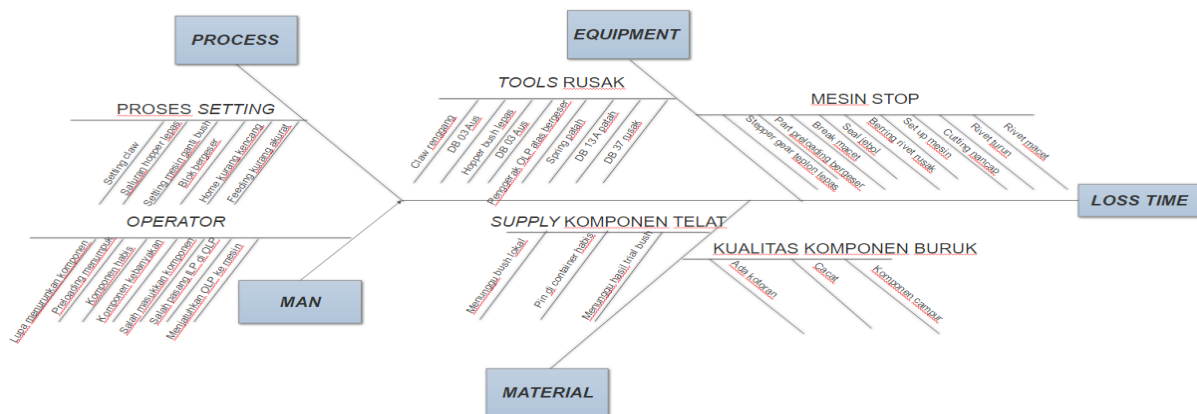 PROCESS
EQUIPMENT
TOOLS RUSAK
MESIN STOP
PROSES SETTING
Setting claw
Saluran hopper lepas
Setting mesin ganti bush
Blok bergeser
Home kurang kencang
Feeding kurang akurat
Claw renggang
DB 03 Aus
Hopper bush lepas
DB 03 Aus
Penggerak OLP atas bergeser
Spring patah
DB 13 A patah
DB 37 rusak
Stepper gear teplon lepas
Part preloading bergeser
Break macet
Seal jebol
Berring rivet rusak
Set up mesin
Cutting nancap
Rivet turun
Rivet macet
LOSS TIME
OPERATOR
Lupa menurunkan komponen
Preloading menumpuk
Komponen habis
Komponen kebanyakan
Salah masukkan komponen
Salah pasang ILP di OLP
Menjatuhkan OLP ke mesin
MAN
SUPPLY KOMPONEN TELAT
Menunggu bush lokal
Pin di container habis
Menunggu hasil trial bush
KUALITAS KOMPONEN BURUK
Ada kotoran
Cacat
Komponen campur
MATERIAL